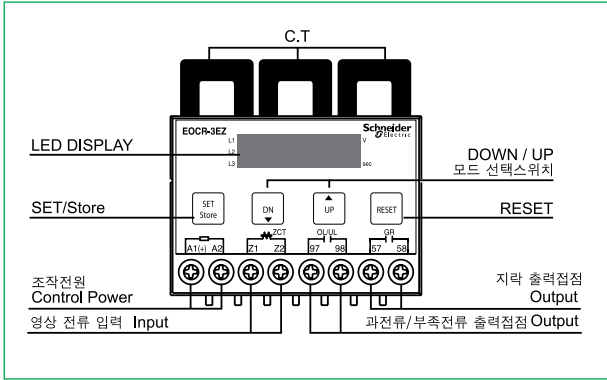 C.T
EOCR-3EZ
Schneider
Electric
L1
V
LED DISPLAY
L2
L3
sec
DOWN / UP
모드 선택스위치
SET
Store
DN
UP
RESET
SET/Store
RESET
ZCT
OL/UL
GR
A1(+) A2 Z1 Z2 97 98 57 58
조작전원
Control Power
지락 출력접점
Output
영상 전류 입력 Input
과전류/부족전류 출력접점 Output